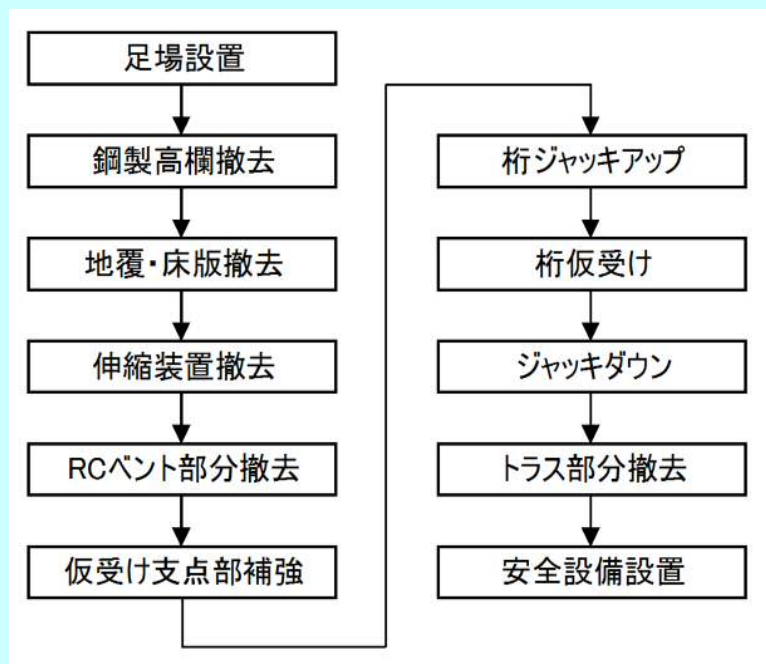 足場設置
鋼製高欄撤去
地覆・床版撤去
伸縮装置撤去
RCベント部分撤去
仮受け支点部補強
桁ジャッキアップ
桁仮受け
ジャッキダウン
トラス部分撤去
安全設備設置